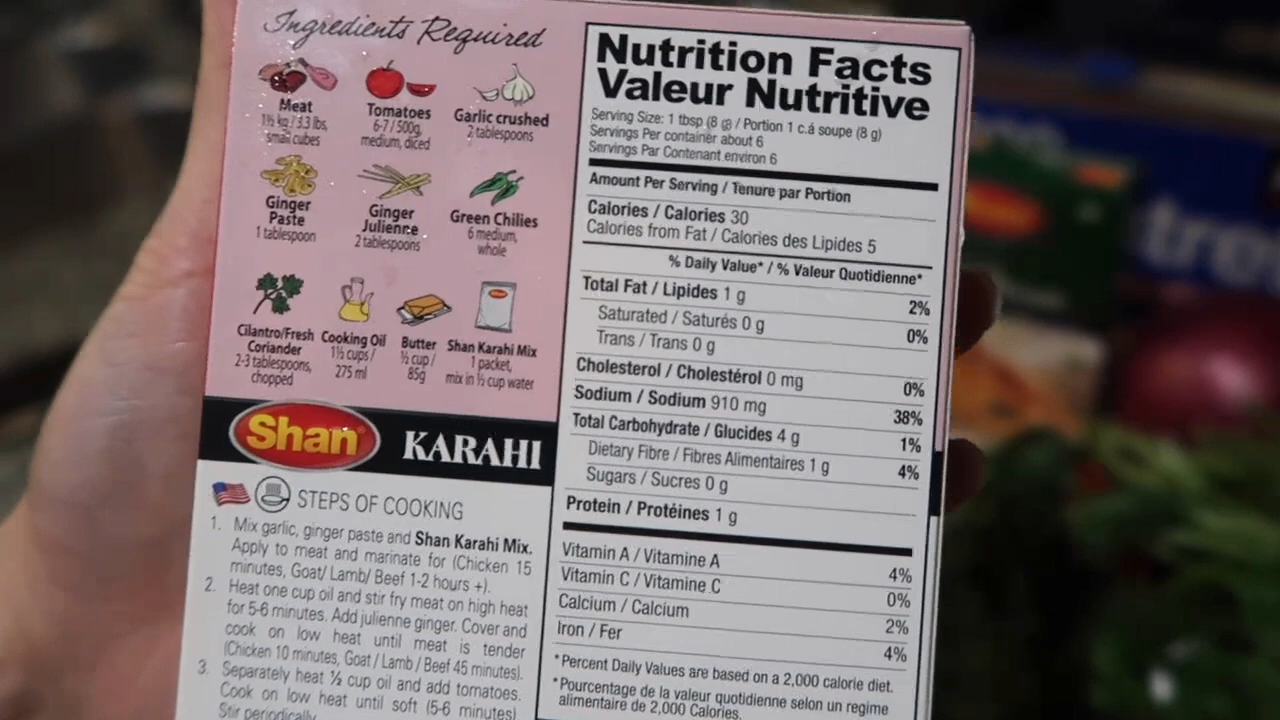 Ingredients Required
Meat
1½ kg / 3.3 lbs,
small cubes
Tomatoes
6-7 / 500g,
medium, diced
Garlic crushed
2 tablespoons
Ginger
Paste
1 tablespoon
Ginger
Julienne
2 tablespoons
Green Chilies
6 medium,
whole
Cilantro/Fresh
Coriander
2-3 tablespoons,
chopped
Cooking Oil
1½ cups /
275 ml
Butter
½ cup /
85g
Shan Karahi Mix
1 packet,
mix in ½ cup water
Shan®
KARAHI
STEPS OF COOKING
1. Mix garlic, ginger paste and Shan Karahi Mix.
Apply to meat and marinate for (Chicken 15
minutes, Goat/ Lamb/ Beef 1-2 hours +).
2. Heat one cup oil and stir fry meat on high heat
for 5-6 minutes. Add julienne ginger. Cover and
cook on low heat until meat is tender
(Chicken 10 minutes, Goat / Lamb / Beef 45 minutes).
3. Separately heat ½ cup oil and add tomatoes.
Cook on low heat until soft (5-6 minutes)
Stir periodically
Nutrition Facts
Valeur Nutritive
Serving Size: 1 tbsp (8 g) / Portion 1 c.á soupe (8 g)
Servings Per container about 6
Servings Par Contenant environ 6
Amount Per Serving / Tenure par Portion
Calories / Calories 30
Calories from Fat / Calories des Lipides 5
% Daily Value* / % Valeur Quotidienne*
Total Fat / Lipides 1 g 2%
Saturated / Saturés 0 g 0%
Trans / Trans 0 g
Cholesterol / Cholestérol 0 mg 0%
Sodium / Sodium 910 mg 38%
Total Carbohydrate / Glucides 4 g 1%
Dietary Fibre / Fibres Alimentaires 1 g 4%
Sugars / Sucres 0 g
Protein / Protéines 1 g
Vitamin A / Vitamine A 4%
Vitamin C / Vitamine C 0%
Calcium / Calcium 2%
Iron / Fer 4%
*Percent Daily Values are based on a 2,000 calorie diet.
*Pourcentage de la valeur quotidienne selon un regime
alimentaire de 2,000 Calories.